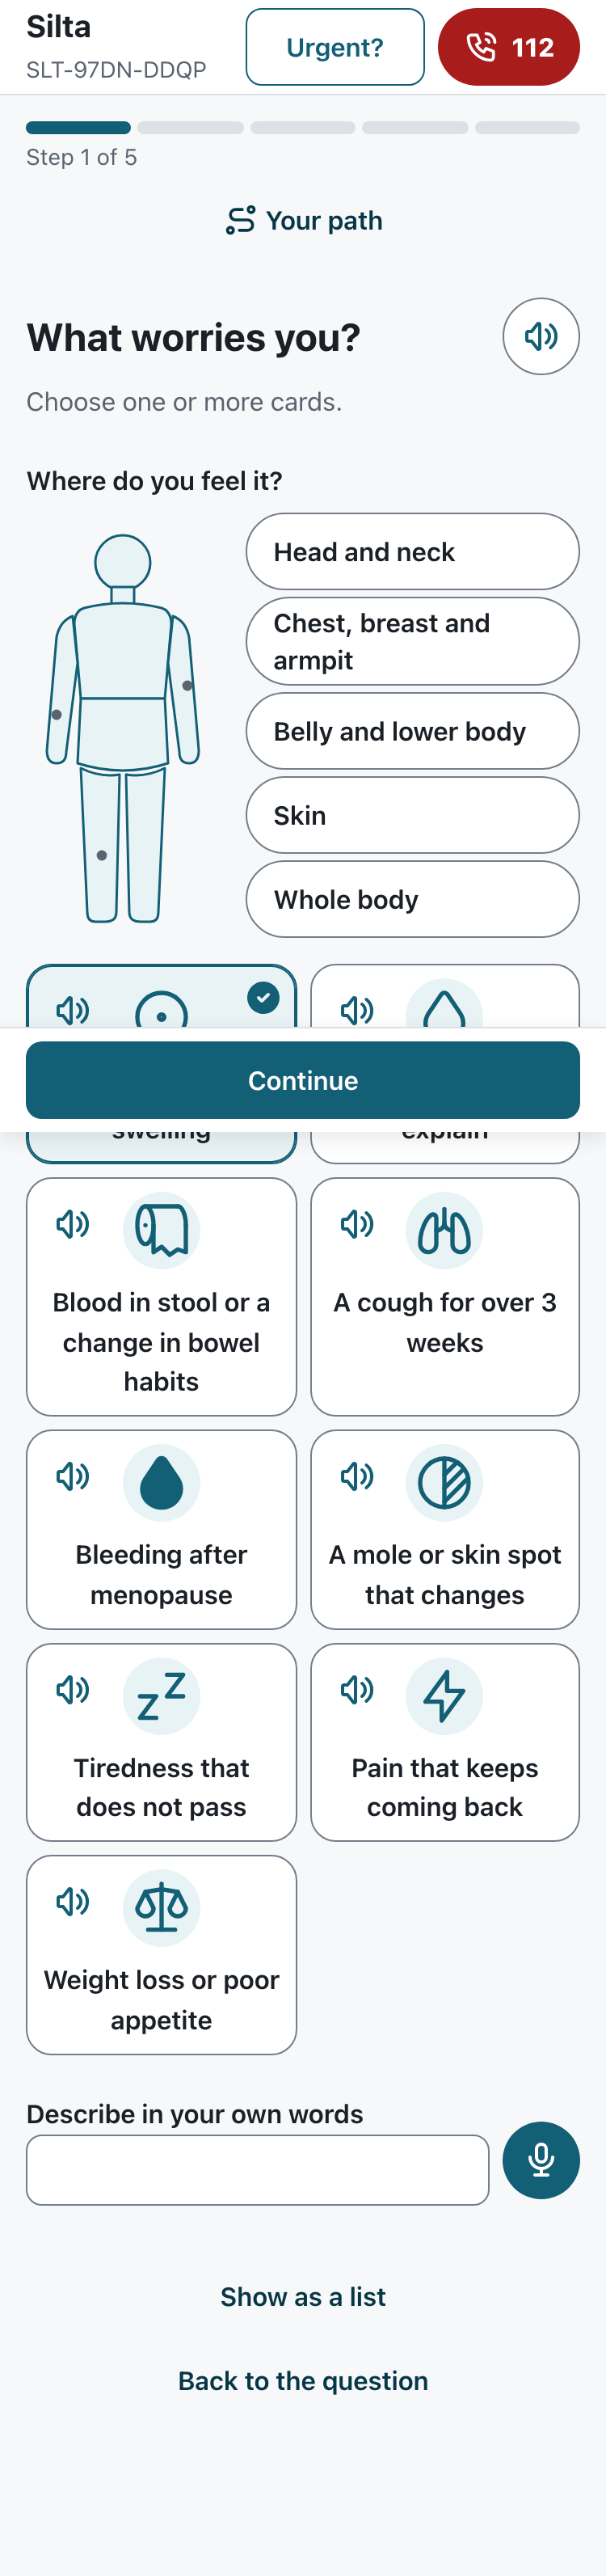 Silta
SLT-97DN-DDQP
Urgent?
112
Step 1 of 5
Your path
What worries you?
Choose one or more cards.
Where do you feel it?
Head and neck
Chest, breast and
armpit
Belly and lower body
Skin
Whole body
Continue
swelling
explain
Blood in stool or a
change in bowel
habits
A cough for over 3
weeks
Bleeding after
menopause
A mole or skin spot
that changes
Tiredness that
does not pass
Pain that keeps
coming back
Weight loss or poor
appetite
Describe in your own words
Show as a list
Back to the question